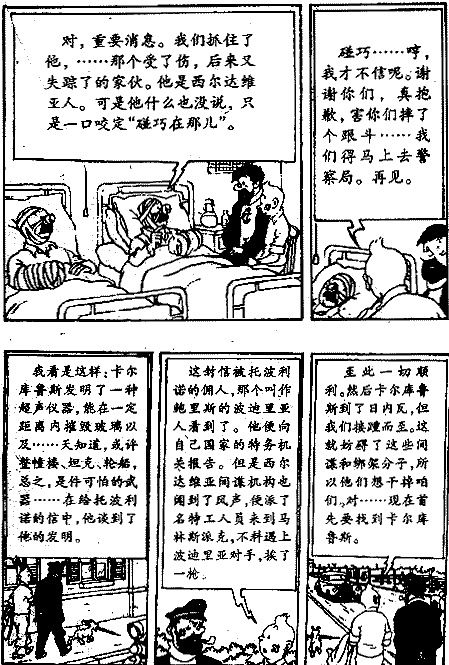 对，重要消息。我们抓住了
他，……那个受了伤，后来又
失踪了的家伙。他是西尔达维
亚人。可是他什么也没说，只
是一口咬定“碰巧在那儿”。
碰巧……哼，
我才不信呢。谢
谢你们，真抱
歉，害你们摔了
个跟斗……我
们得马上去警
察局。再见。
我看是这样：卡尔
库鲁斯发明了一种
超声仪器，能在一定
距离内摧毁玻璃以
及……天知道，或许
整幢楼、坦克、轮船，
总之，是件可怕的武
器……在给托波利
诺的信中，他谈到了
他的发明。
这封信被托波利
诺的佣人，那个叫作
鲍里斯的波迪里亚
人看到了。他便向
自己国家的特务机
关报告。但是西尔
达维亚间谍机构也
闻到了风声，便派了
名特工人员来到马
林斯派克，不料遇上
波迪里亚对手，挨了
一枪。
至此一切顺
利。然后卡尔库鲁
斯到了日内瓦，但
我们接踵而至。这
就妨碍了这些间
谍和绑架分子，所
以他们想干掉咱
们。对……现在首
先要找到卡尔库
鲁斯。